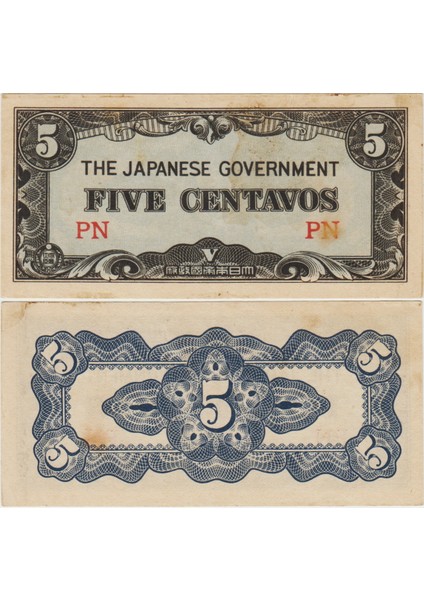 5 5
THE JAPANESE GOVERNMENT
FIVE CENTAVOS
PN PN
V
府政國帝本日大
5 5
5
5 5